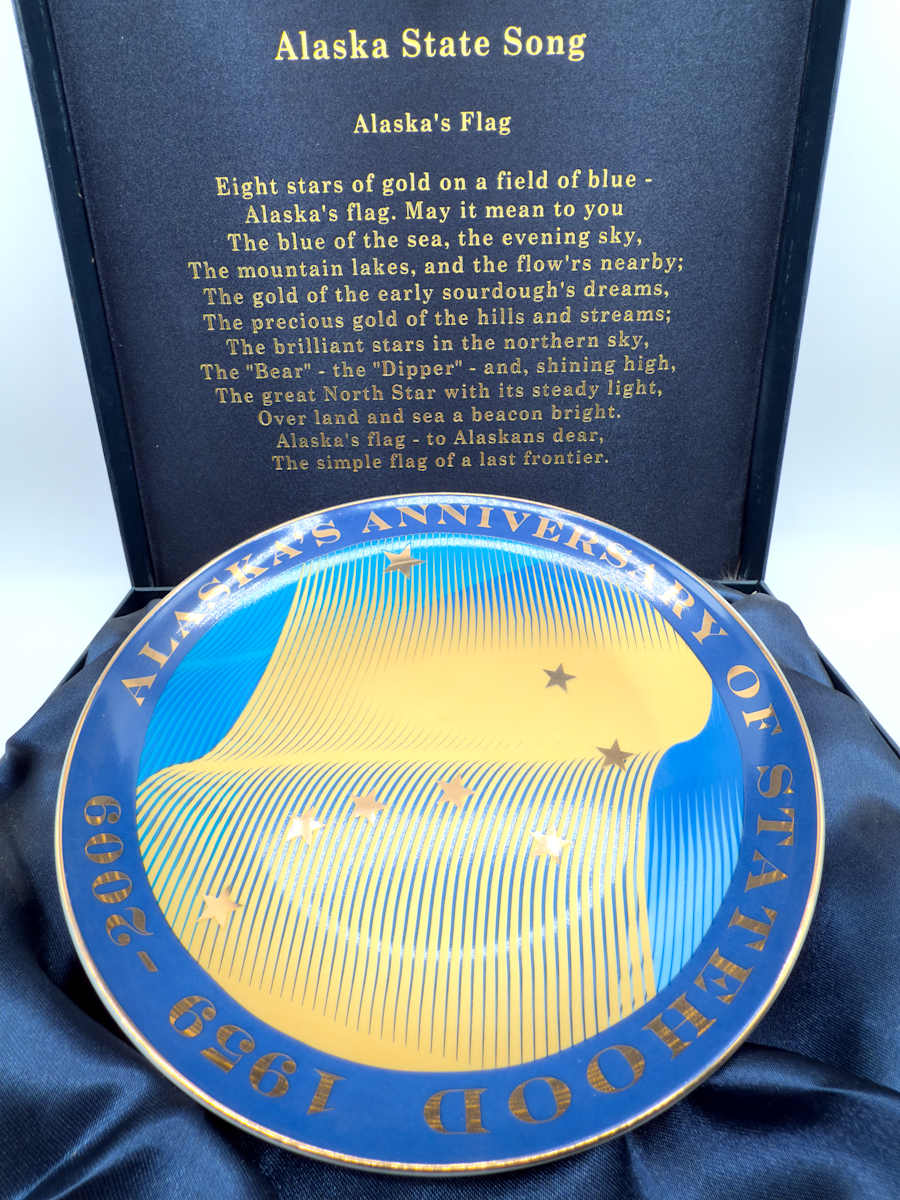 Alaska State Song
Alaska's Flag
Eight stars of gold on a field of blue -
Alaska's flag. May it mean to you
The blue of the sea, the evening sky,
The mountain lakes, and the flow'rs nearby;
The gold of the early sourdough's dreams,
The precious gold of the hills and streams;
The brilliant stars in the northern sky,
The "Bear" - the "Dipper" - and, shining high,
The great North Star with its steady light,
Over land and sea a beacon bright.
Alaska's flag - to Alaskans dear,
The simple flag of a last frontier.
ALASKA'S ANNIVERSARY OF STATEHOOD 1959 - 2009